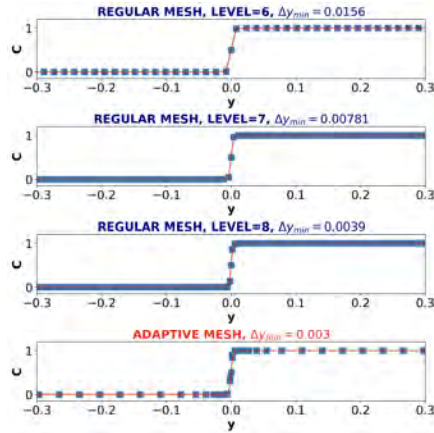 REGULAR MESH, LEVEL=6, Δy_min = 0.0156
1
C
0
−0.3 −0.2 −0.1 0.0 0.1 0.2 0.3
y
REGULAR MESH, LEVEL=7, Δy_min = 0.00781
1
C
0
−0.3 −0.2 −0.1 0.0 0.1 0.2 0.3
y
REGULAR MESH, LEVEL=8, Δy_min = 0.0039
1
C
0
−0.3 −0.2 −0.1 0.0 0.1 0.2 0.3
y
ADAPTIVE MESH, Δy_min = 0.003
1
C
0
−0.3 −0.2 −0.1 0.0 0.1 0.2 0.3
y